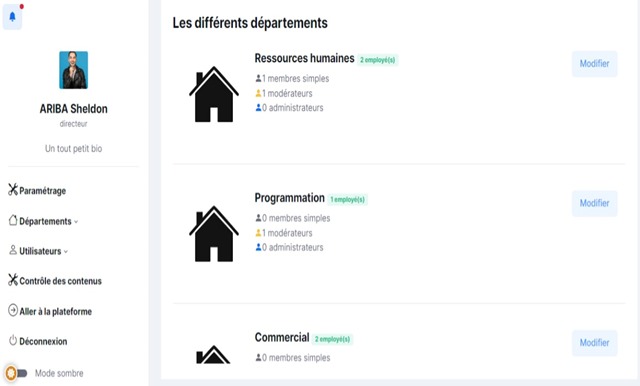 ARIBA Sheldon
directeur
Un tout petit bio
Paramétrage
Départements
Utilisateurs
Contrôle des contenus
Aller à la plateforme
Déconnexion
Mode sombre
Les différents départements
Ressources humaines 2 employé(s)
1 membres simples
1 modérateurs
0 administrateurs
Modifier
Programmation 1 employé(s)
0 membres simples
1 modérateurs
0 administrateurs
Modifier
Commercial 2 employé(s)
0 membres simples
Modifier